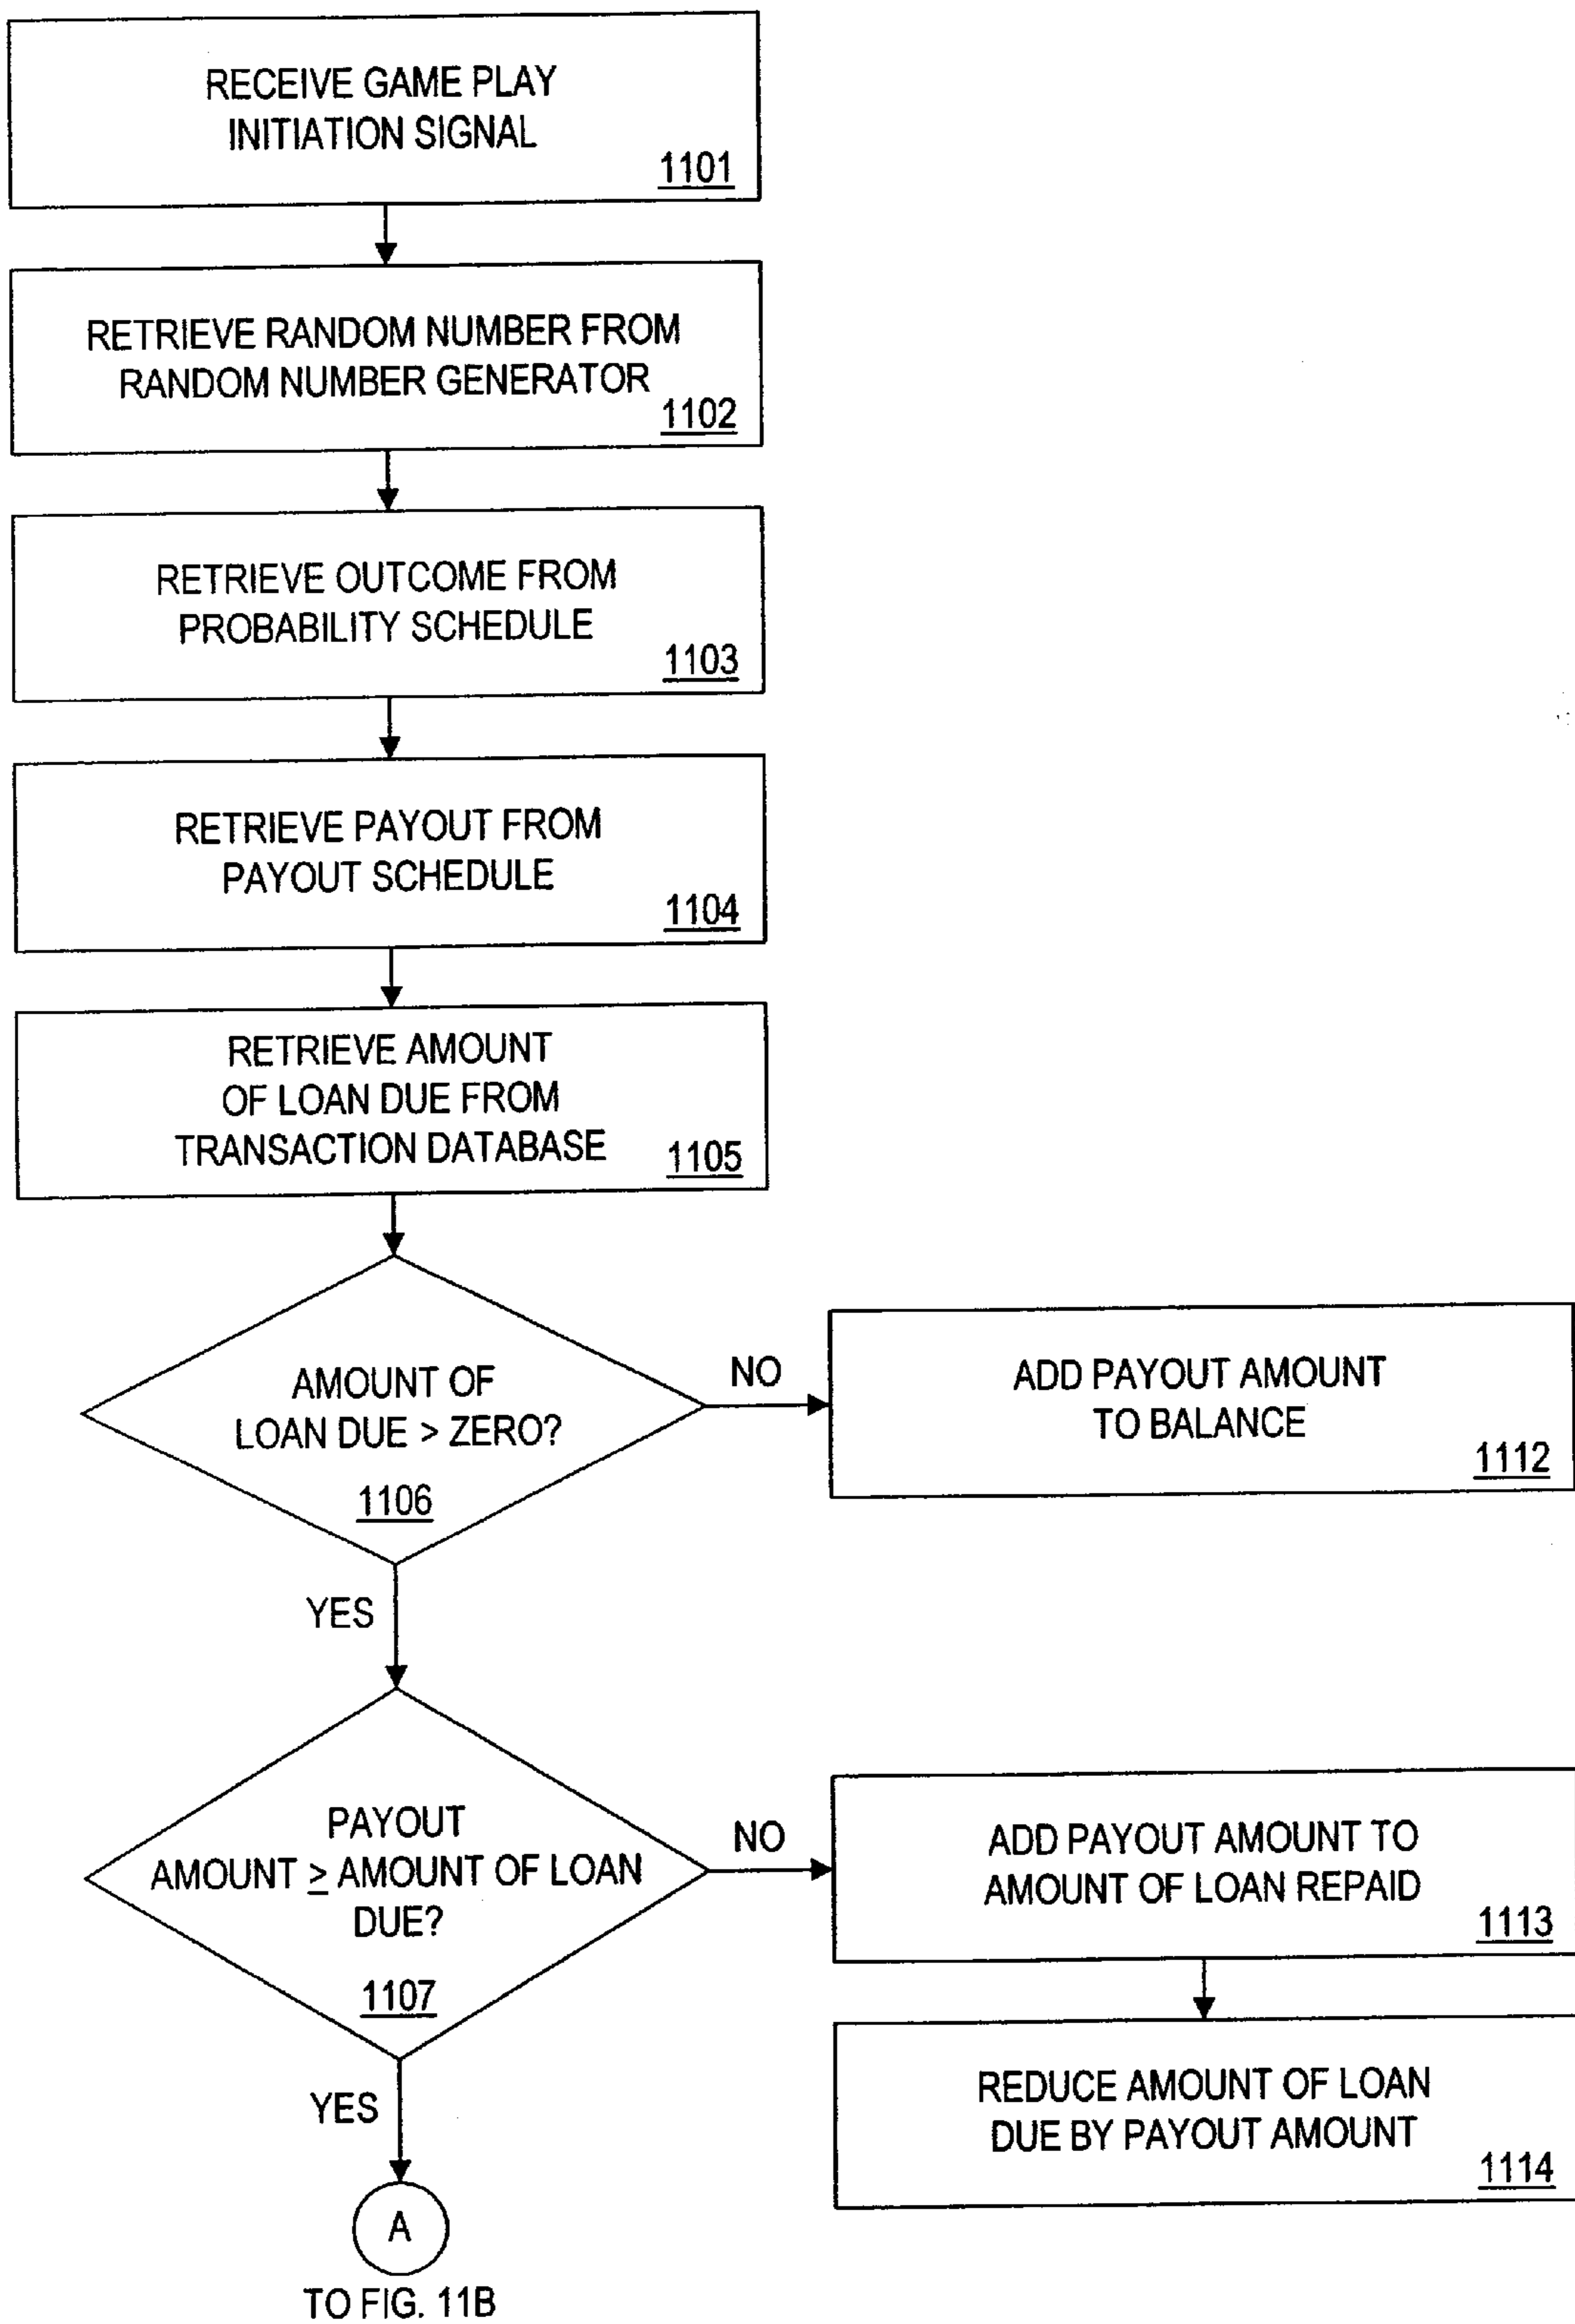 RECEIVE GAME PLAY
INITIATION SIGNAL
1101
RETRIEVE RANDOM NUMBER FROM
RANDOM NUMBER GENERATOR
1102
RETRIEVE OUTCOME FROM
PROBABILITY SCHEDULE
1103
RETRIEVE PAYOUT FROM
PAYOUT SCHEDULE
1104
RETRIEVE AMOUNT
OF LOAN DUE FROM
TRANSACTION DATABASE
1105
AMOUNT OF
LOAN DUE > ZERO?
1106
NO
ADD PAYOUT AMOUNT
TO BALANCE
1112
YES
PAYOUT
AMOUNT ≥ AMOUNT OF LOAN
DUE?
1107
NO
ADD PAYOUT AMOUNT TO
AMOUNT OF LOAN REPAID
1113
REDUCE AMOUNT OF LOAN
DUE BY PAYOUT AMOUNT
1114
YES
A
TO FIG. 11B